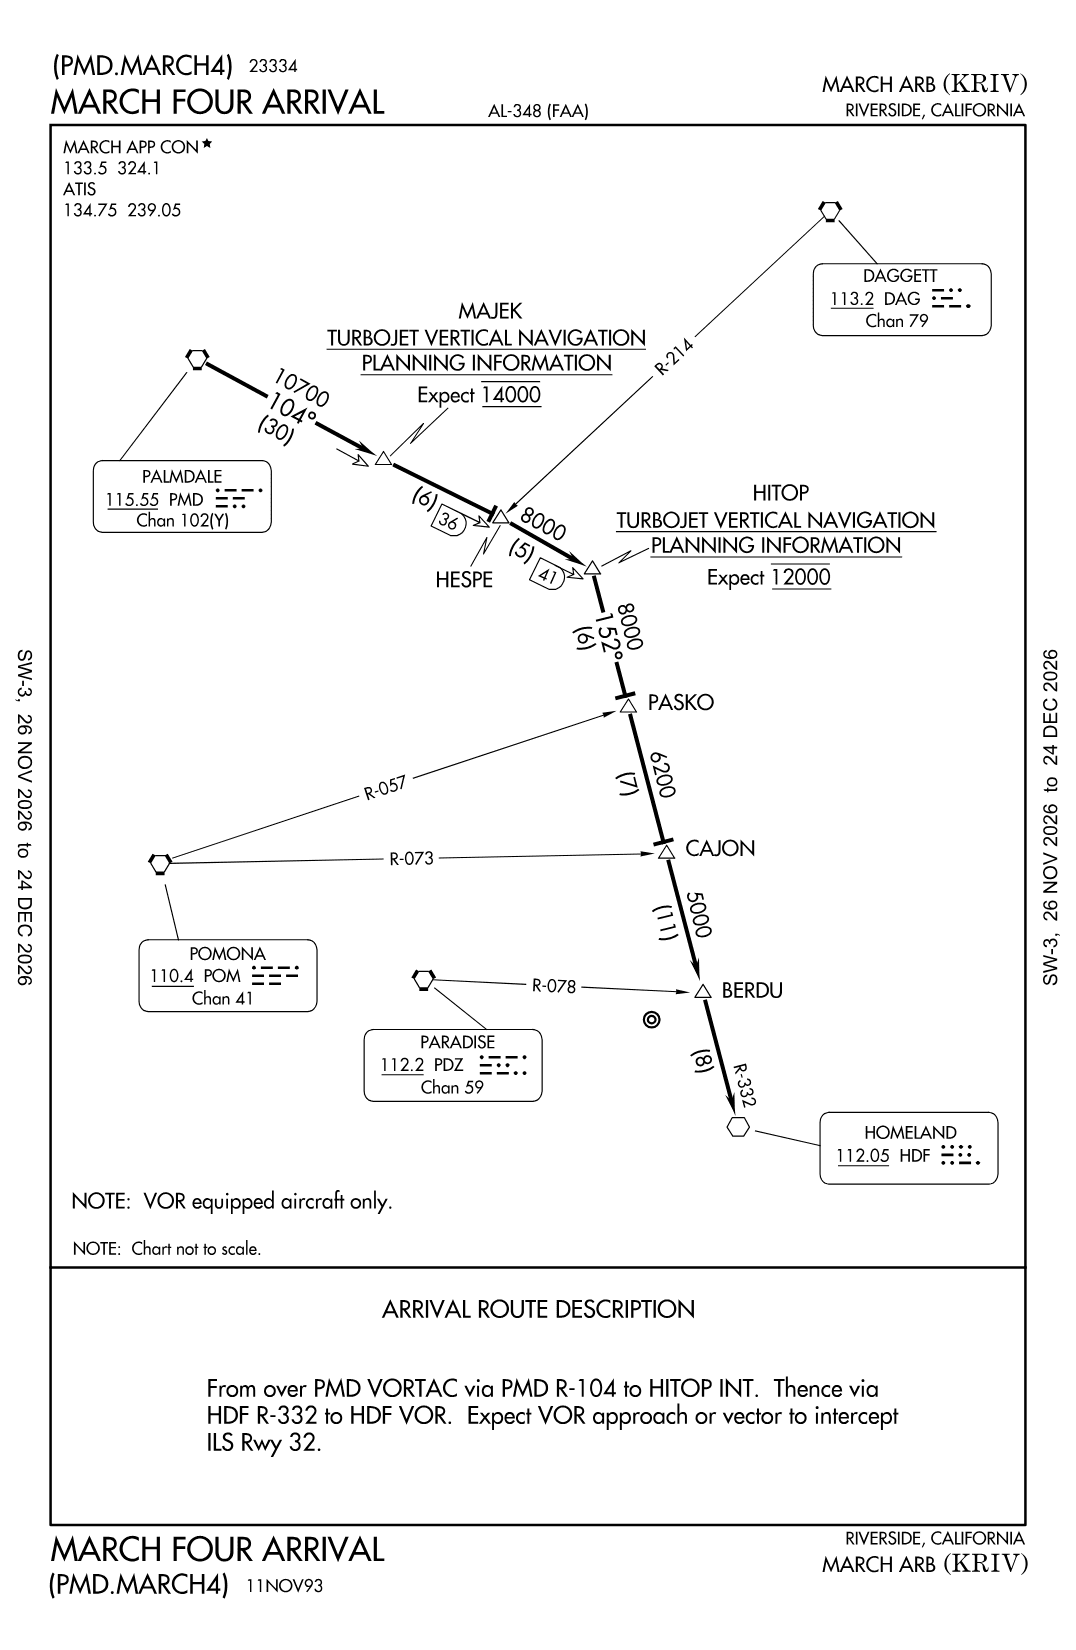 (PMD.MARCH4) 23334
MARCH FOUR ARRIVAL
AL-348 (FAA)
MARCH ARB (KRIV)
RIVERSIDE, CALIFORNIA
MARCH APP CON★
133.5 324.1
ATIS
134.75 239.05
DAGGETT
113.2 DAG
Chan 79
R-214
MAJEK
TURBOJET VERTICAL NAVIGATION
PLANNING INFORMATION
Expect 14000
10700
104°
(30)
PALMDALE
115.55 PMD
Chan 102(Y)
(6)
36
HESPE
8000
(5)
41
HITOP
TURBOJET VERTICAL NAVIGATION
PLANNING INFORMATION
Expect 12000
8000
152°
(6)
PASKO
R-057
6200
(7)
R-073
CAJON
5000
(11)
POMONA
110.4 POM
Chan 41
R-078
BERDU
PARADISE
112.2 PDZ
Chan 59
(8)
R-332
HOMELAND
112.05 HDF
NOTE: VOR equipped aircraft only.
NOTE: Chart not to scale.
ARRIVAL ROUTE DESCRIPTION
From over PMD VORTAC via PMD R-104 to HITOP INT. Thence via
HDF R-332 to HDF VOR. Expect VOR approach or vector to intercept
ILS Rwy 32.
MARCH FOUR ARRIVAL
(PMD.MARCH4) 11NOV93
RIVERSIDE, CALIFORNIA
MARCH ARB (KRIV)
SW-3, 26 NOV 2026 to 24 DEC 2026
SW-3, 26 NOV 2026 to 24 DEC 2026